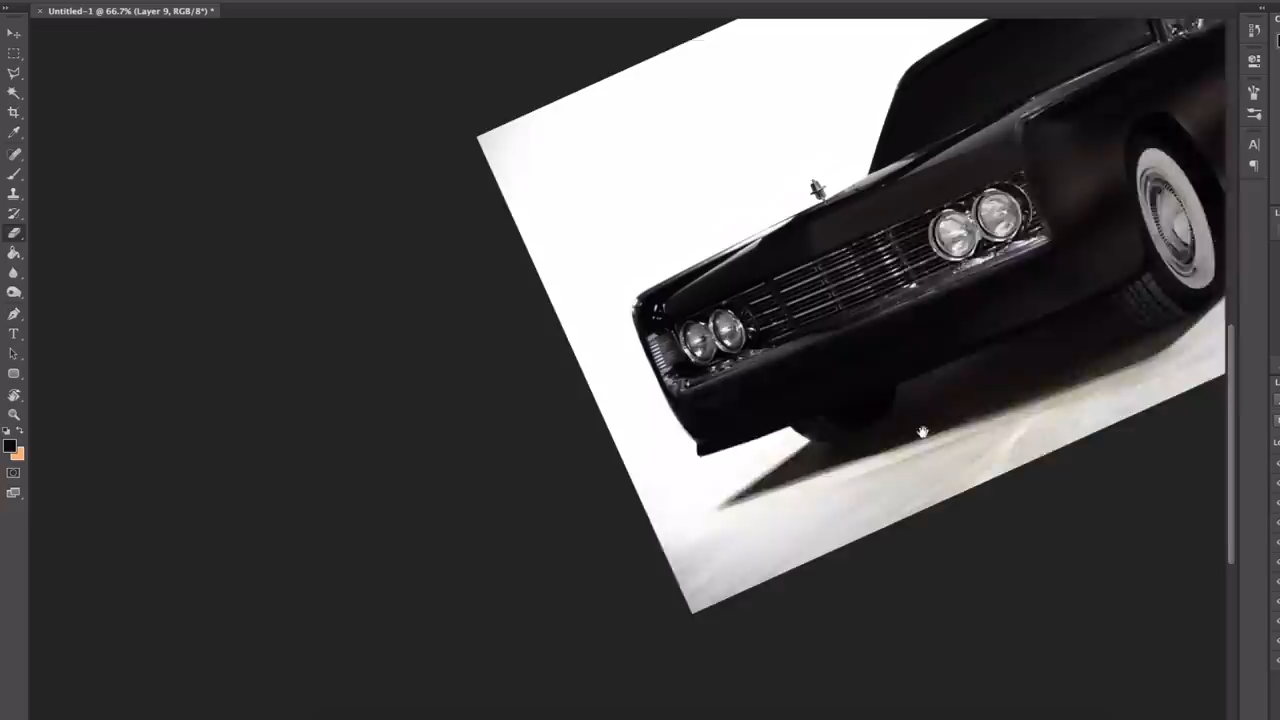 Untitled-1 @ 66.7% (Layer 9, RGB/8*) *